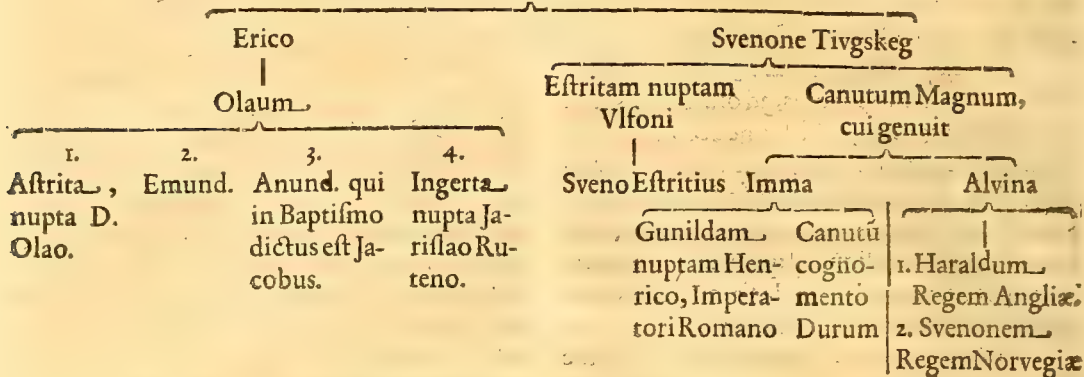 Erico
Olaum
1.
Aſtrita, nupta D.
Olao.
2.
Emund.
3.
Anund. qui
in Baptiſmo
dictus eſt Ja-
cobus.
4.
Ingerta
nupta Ja-
riſlao Ru-
teno.
Svenone Tivgskeg
Eſtritam nuptam
Vlfoni
Sveno Eſtritius
Canutum Magnum,
cui genuit
Imma
Gunildam
nuptam Hen-
rico, Impera-
tori Romano
Canutū
cogno-
mento
Durum
Alvina
1. Haraldum
Regem Angliæ.
2. Svenonem
Regem Norvegiæ